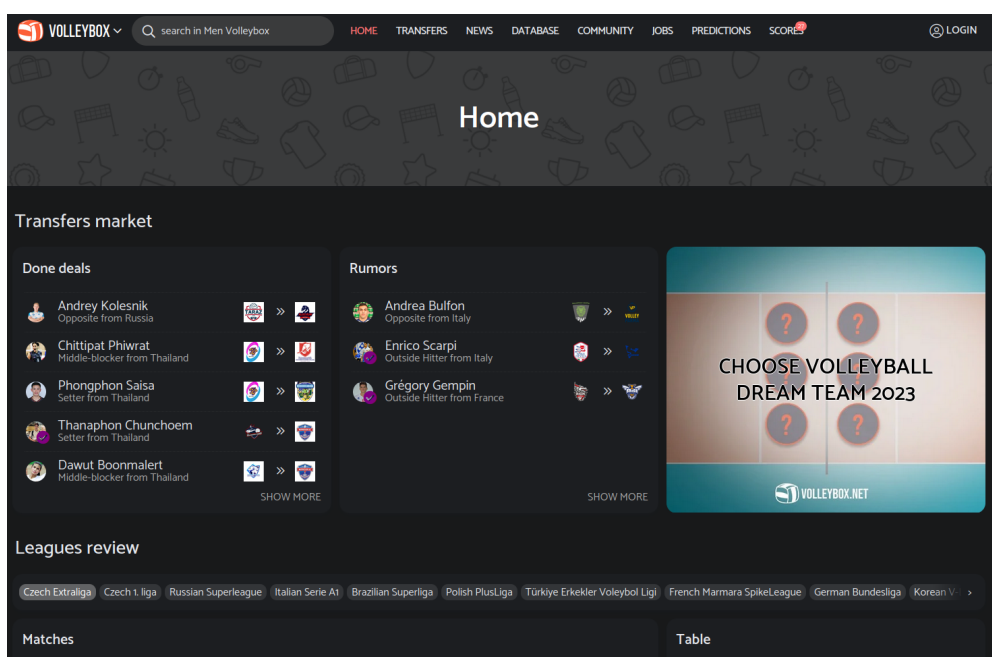 VOLLEYBOX
search in Men Volleybox
HOME TRANSFERS NEWS DATABASE COMMUNITY JOBS PREDICTIONS SCORES 27
LOGIN
Home
Transfers market
Done deals
Andrey Kolesnik
Opposite from Russia
TARAZ
Chittipat Phiwrat
Middle-blocker from Thailand
Phongphon Saisa
Setter from Thailand
Thanaphon Chunchoem
Setter from Thailand
Dawut Boonmalert
Middle-blocker from Thailand
SHOW MORE
Rumors
Andrea Bulfon
Opposite from Italy
VOLLEY
Enrico Scarpi
Outside Hitter from Italy
Grégory Gempin
Outside Hitter from France
SHOW MORE
? ?
CHOOSE VOLLEYBALL
DREAM TEAM 2023
? ?
VOLLEYBOX.NET
Leagues review
Czech Extraliga Czech 1. liga Russian Superleague Italian Serie A1 Brazilian Superliga Polish PlusLiga Türkiye Erkekler Voleybol Ligi French Marmara SpikeLeague German Bundesliga Korean V-
Matches
Table